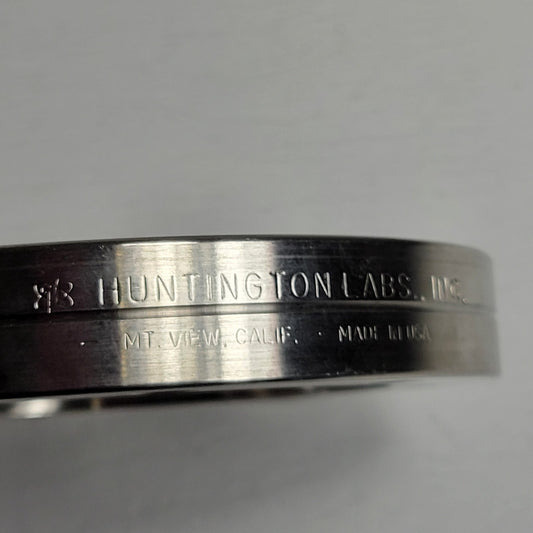 HUNTINGTON LABS., INC.
MT. VIEW, CALIF. · MADE IN USA